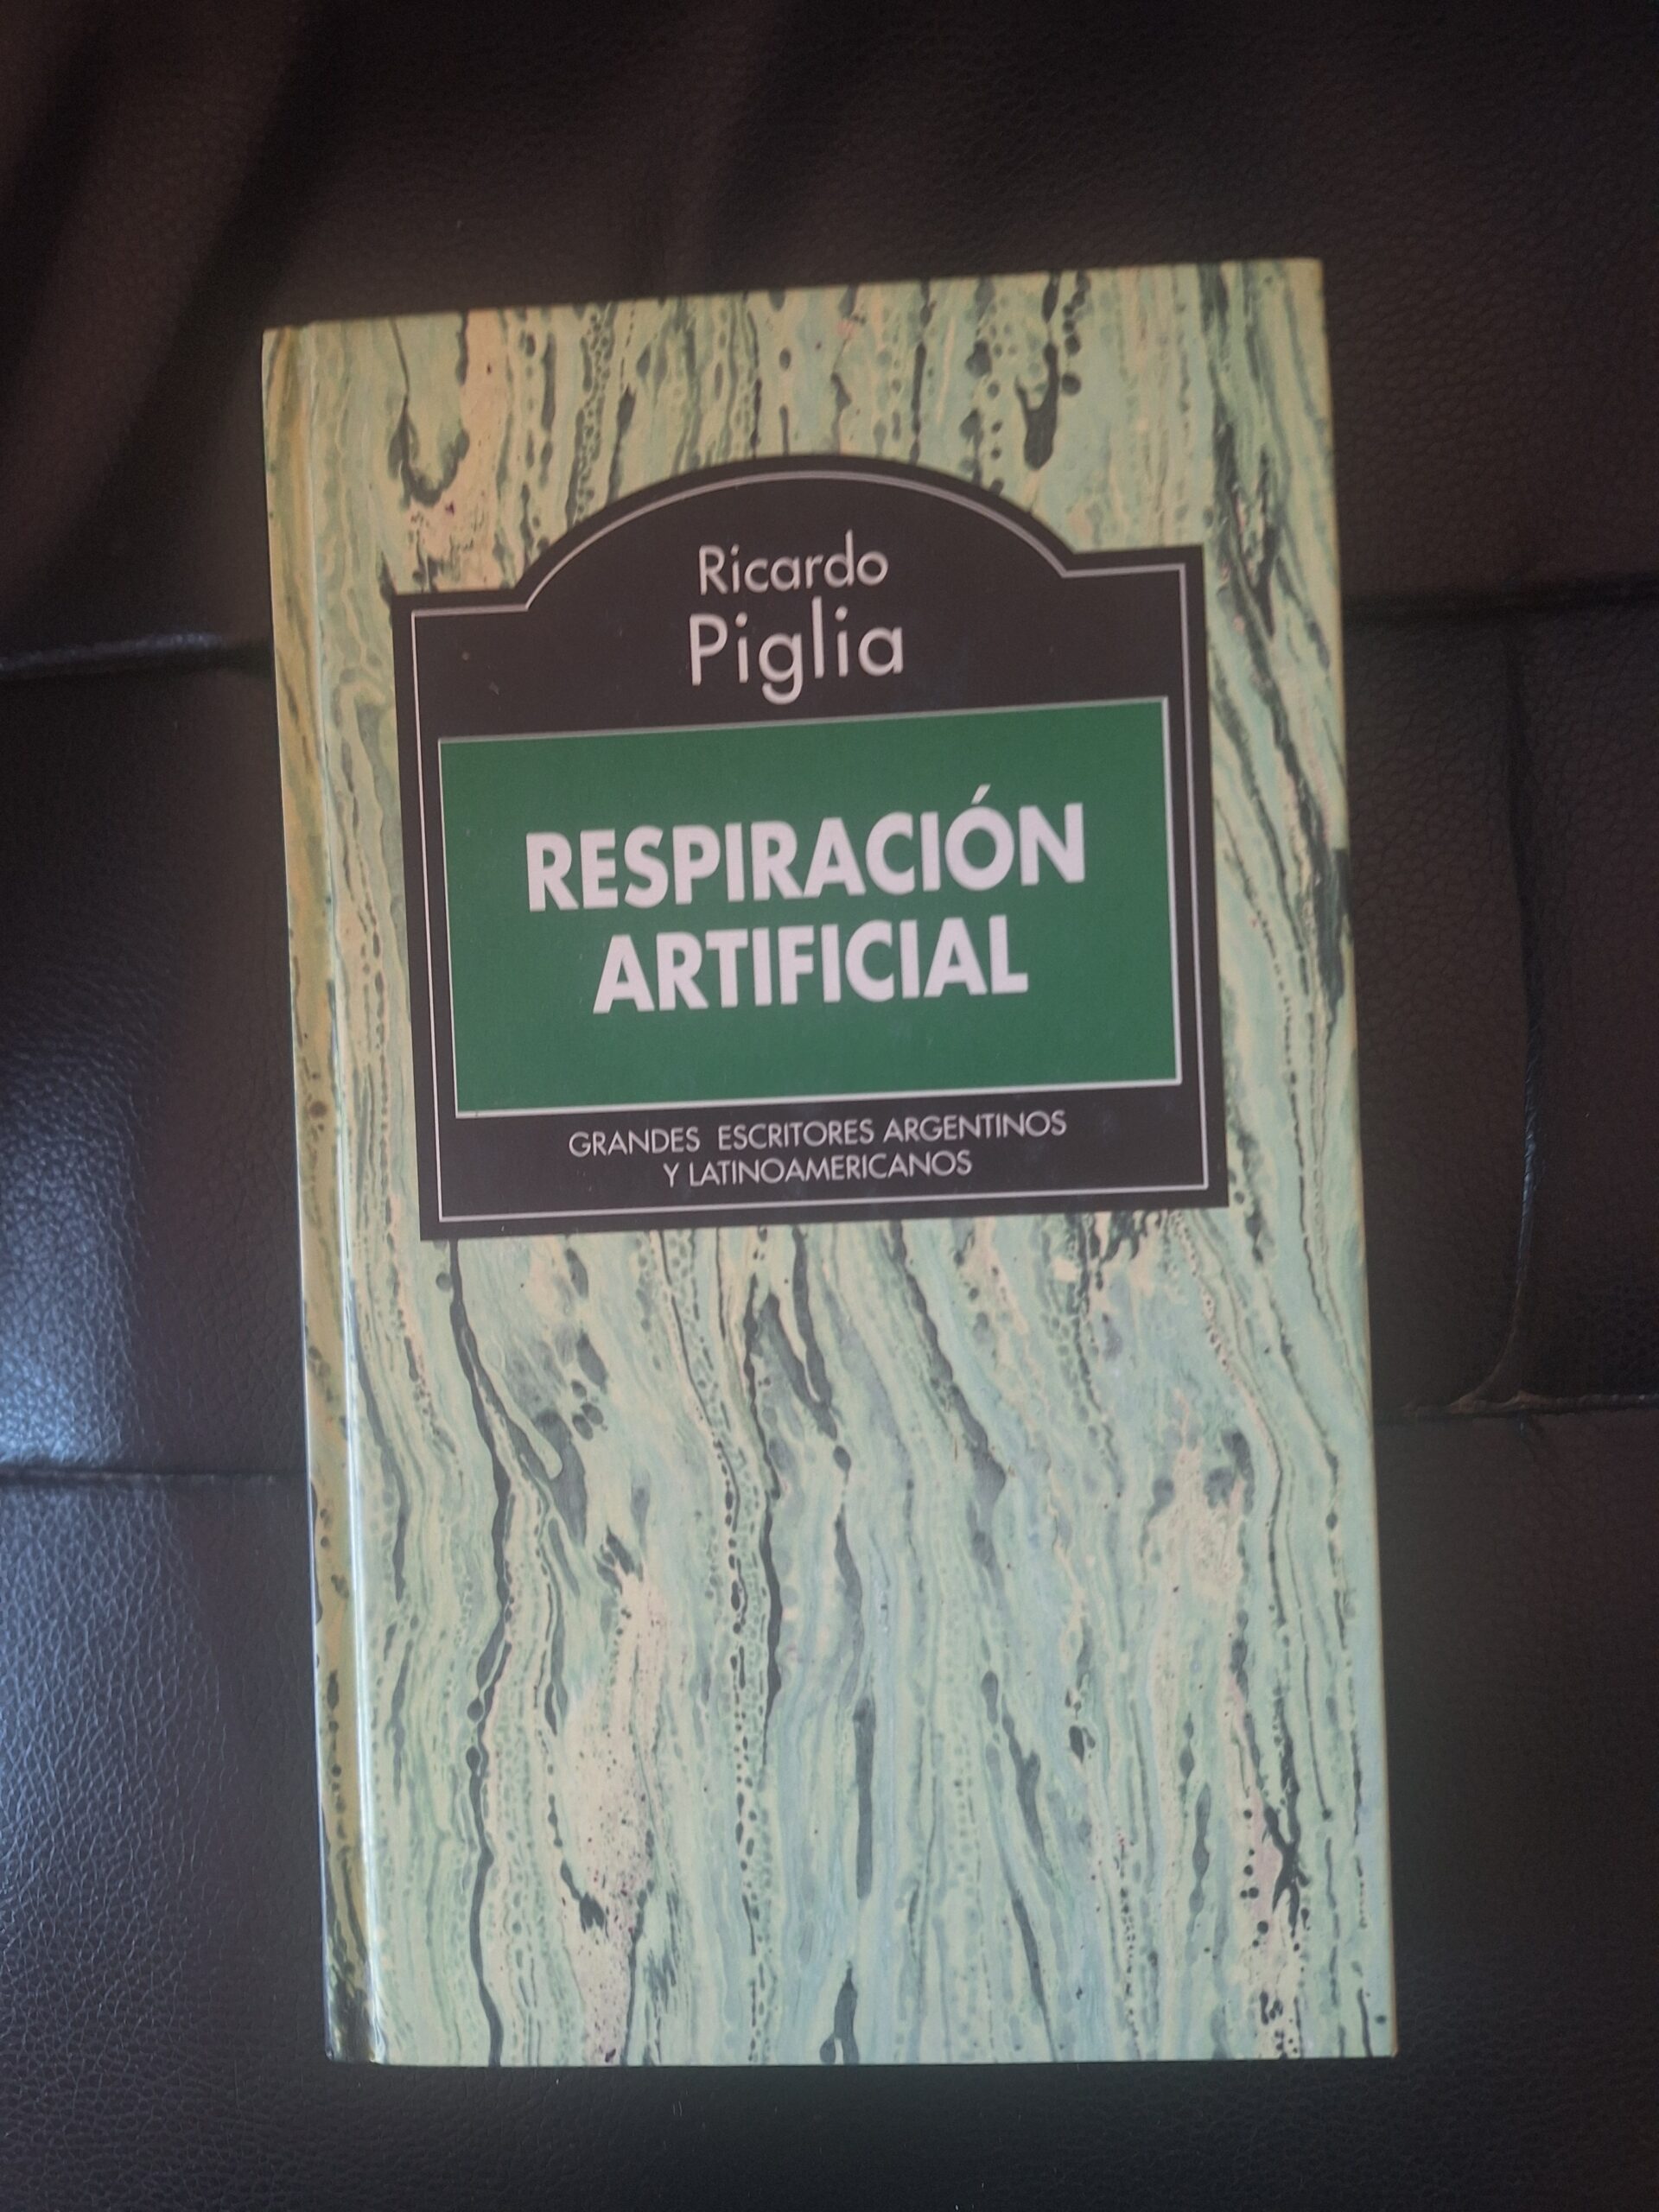 Ricardo
Piglia
RESPIRACIÓN
ARTIFICIAL
GRANDES ESCRITORES ARGENTINOS
Y LATINOAMERICANOS